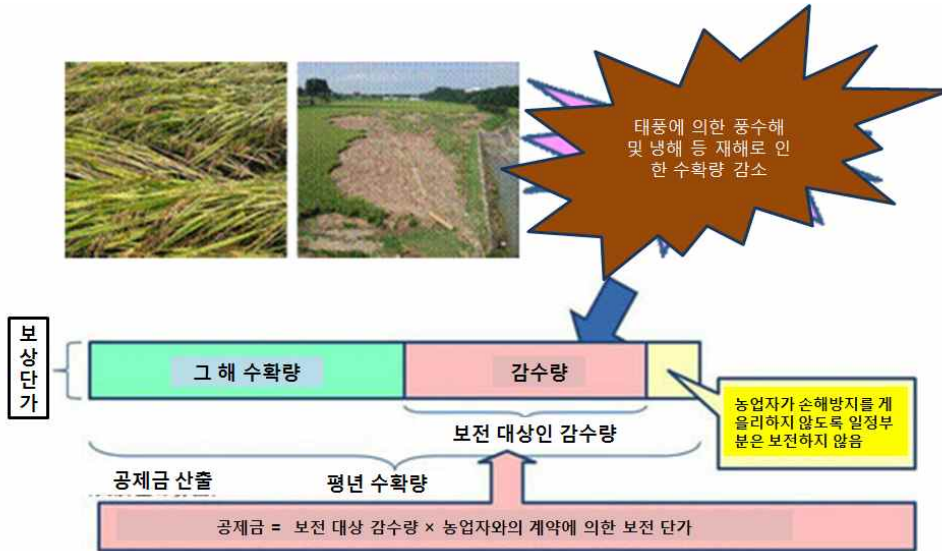 태풍에 의한 풍수해
및 냉해 등 재해로 인
한 수확량 감소
보상단가
그 해 수확량
감수량
농업자가 손해방지를 게
을리하지 않도록 일정부
분은 보전하지 않음
보전 대상인 감수량
공제금 산출
평년 수확량
공제금 = 보전 대상 감수량 × 농업자와의 계약에 의한 보전 단가